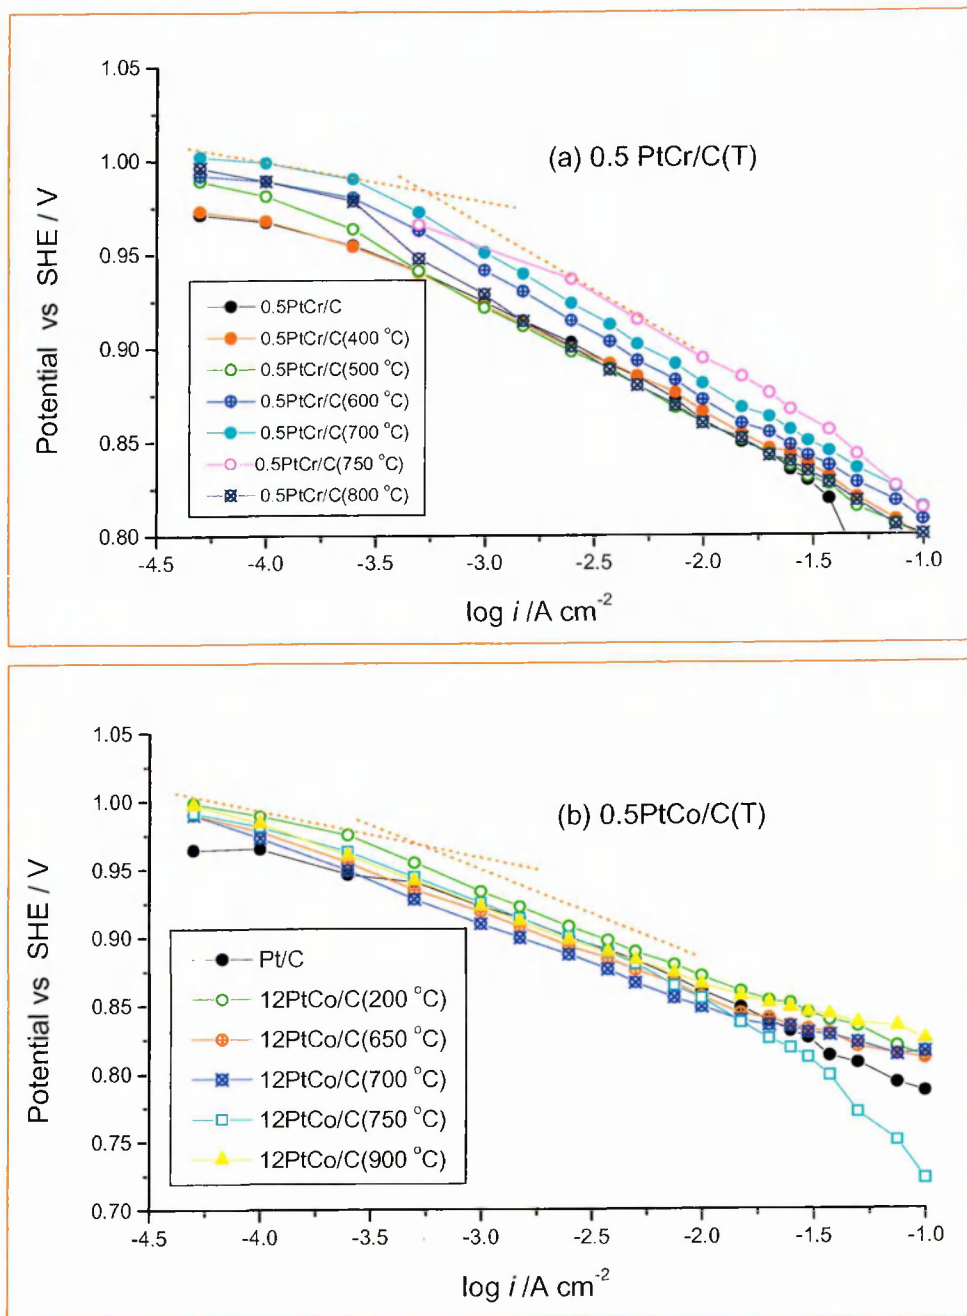 1.05
1.00
0.95
0.90
0.85
0.80
Potential vs SHE / V
(a) 0.5 PtCr/C(T)
0.5PtCr/C
0.5PtCr/C(400 °C)
0.5PtCr/C(500 °C)
0.5PtCr/C(600 °C)
0.5PtCr/C(700 °C)
0.5PtCr/C(750 °C)
0.5PtCr/C(800 °C)
-4.5 -4.0 -3.5 -3.0 -2.5 -2.0 -1.5 -1.0
log i /A cm⁻²
1.05
1.00
0.95
0.90
0.85
0.80
0.75
0.70
Potential vs SHE / V
(b) 0.5PtCo/C(T)
Pt/C
12PtCo/C(200 °C)
12PtCo/C(650 °C)
12PtCo/C(700 °C)
12PtCo/C(750 °C)
12PtCo/C(900 °C)
-4.5 -4.0 -3.5 -3.0 -2.5 -2.0 -1.5 -1.0
log i /A cm⁻²